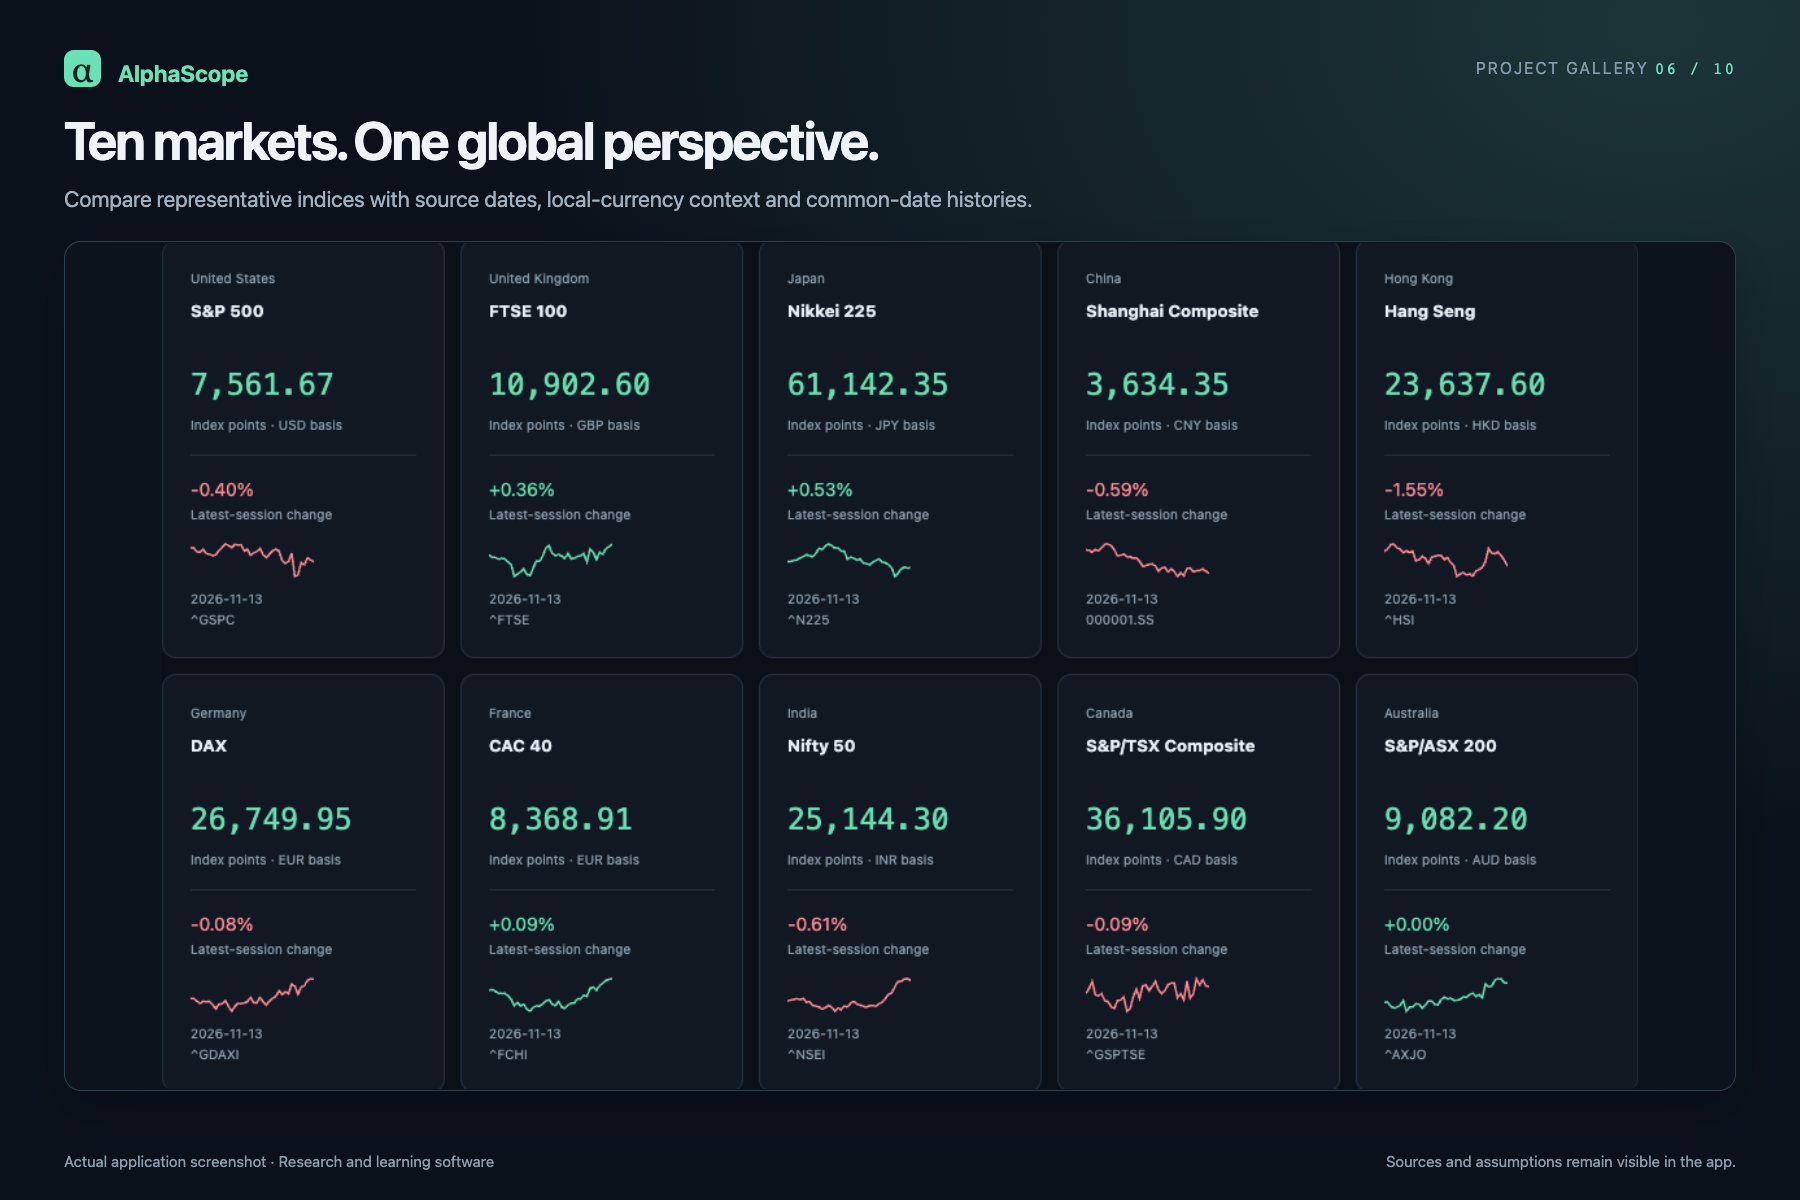 α AlphaScope
PROJECT GALLERY 06 / 10
Ten markets. One global perspective.
Compare representative indices with source dates, local-currency context and common-date histories.
United States
S&P 500
7,561.67
Index points · USD basis
-0.40%
Latest-session change
2026-11-13
^GSPC
United Kingdom
FTSE 100
10,902.60
Index points · GBP basis
+0.36%
Latest-session change
2026-11-13
^FTSE
Japan
Nikkei 225
61,142.35
Index points · JPY basis
+0.53%
Latest-session change
2026-11-13
^N225
China
Shanghai Composite
3,634.35
Index points · CNY basis
-0.59%
Latest-session change
2026-11-13
000001.SS
Hong Kong
Hang Seng
23,637.60
Index points · HKD basis
-1.55%
Latest-session change
2026-11-13
^HSI
Germany
DAX
26,749.95
Index points · EUR basis
-0.08%
Latest-session change
2026-11-13
^GDAXI
France
CAC 40
8,368.91
Index points · EUR basis
+0.09%
Latest-session change
2026-11-13
^FCHI
India
Nifty 50
25,144.30
Index points · INR basis
-0.61%
Latest-session change
2026-11-13
^NSEI
Canada
S&P/TSX Composite
36,105.90
Index points · CAD basis
-0.09%
Latest-session change
2026-11-13
^GSPTSE
Australia
S&P/ASX 200
9,082.20
Index points · AUD basis
+0.00%
Latest-session change
2026-11-13
^AXJO
Actual application screenshot · Research and learning software
Sources and assumptions remain visible in the app.